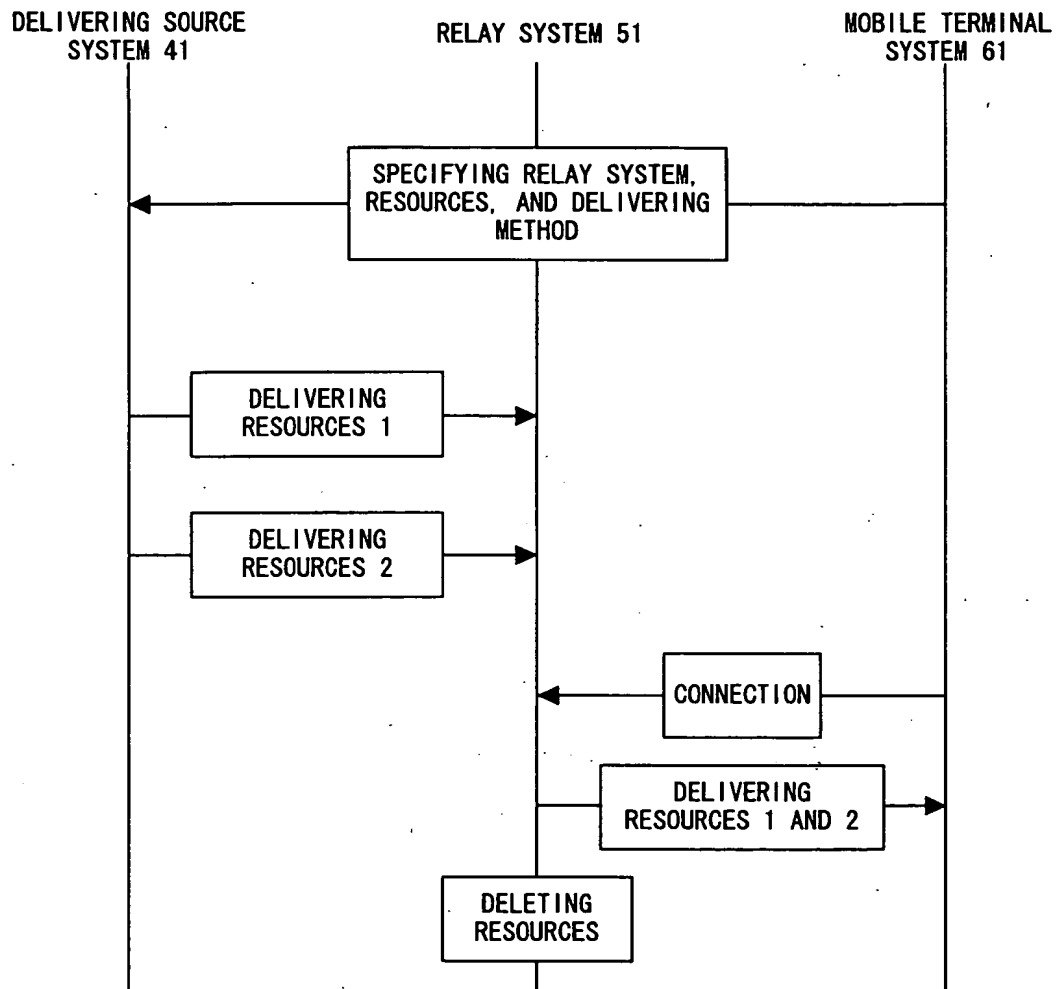 DELIVERING SOURCE
SYSTEM 41
RELAY SYSTEM 51
MOBILE TERMINAL
SYSTEM 61
SPECIFYING RELAY SYSTEM,
RESOURCES, AND DELIVERING
METHOD
DELIVERING
RESOURCES 1
DELIVERING
RESOURCES 2
CONNECTION
DELIVERING
RESOURCES 1 AND 2
DELETING
RESOURCES